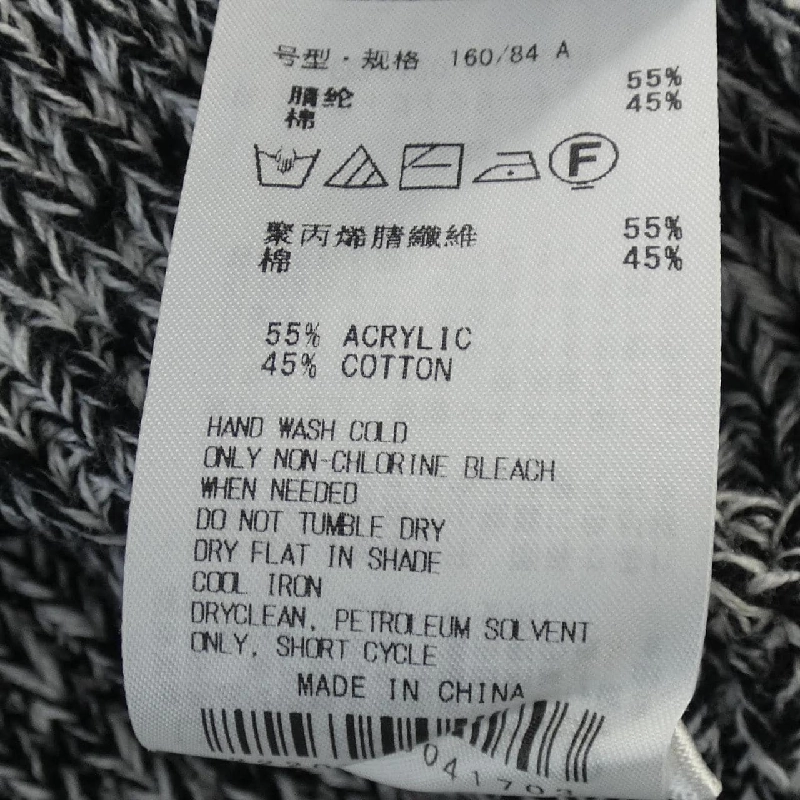 号型·规格 160/84 A
腈纶 55%
棉 45%
F
聚丙烯腈纖維 55%
棉 45%
55% ACRYLIC
45% COTTON
HAND WASH COLD
ONLY NON-CHLORINE BLEACH
WHEN NEEDED
DO NOT TUMBLE DRY
DRY FLAT IN SHADE
COOL IRON
DRYCLEAN, PETROLEUM SOLVENT
ONLY, SHORT CYCLE
MADE IN CHINA